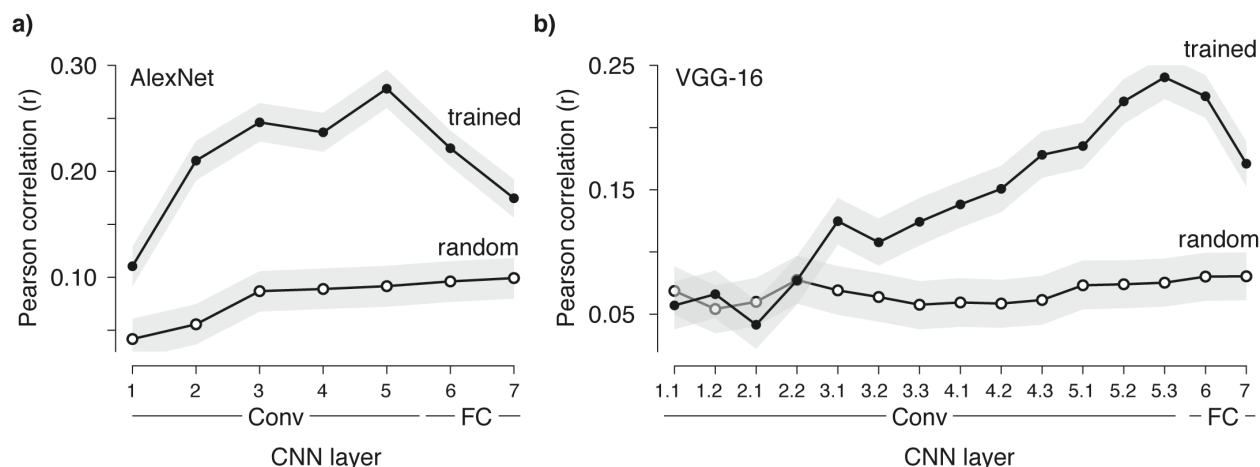 a)
AlexNet
Pearson correlation (r)
0.30
0.20
0.10
trained
random
1 2 3 4 5 6 7
Conv FC
CNN layer
b)
VGG-16
Pearson correlation (r)
0.25
0.15
0.05
trained
random
1.1 1.2 2.1 2.2 3.1 3.2 3.3 4.1 4.2 4.3 5.1 5.2 5.3 6 7
Conv FC
CNN layer